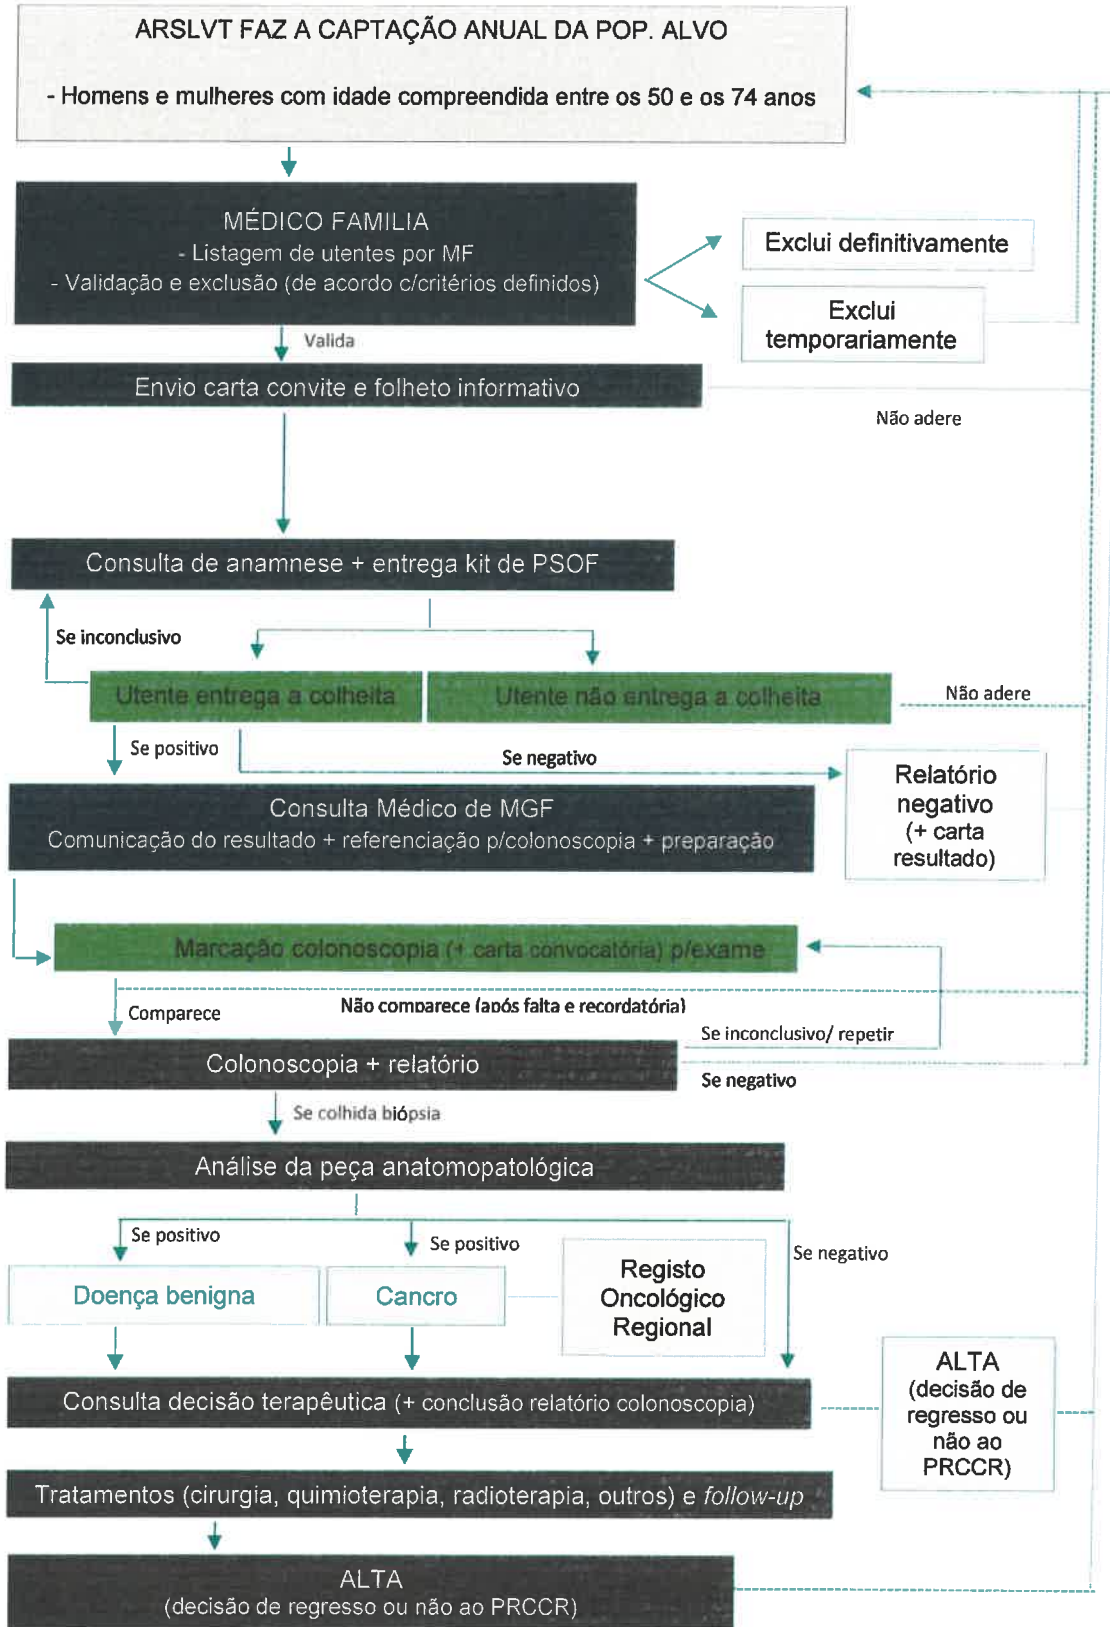 ARSLVT FAZ A CAPTAÇÃO ANUAL DA POP. ALVO
- Homens e mulheres com idade compreendida entre os 50 e os 74 anos
MÉDICO FAMILIA
- Listagem de utentes por MF
- Validação e exclusão (de acordo c/critérios definidos)
Exclui definitivamente
Exclui
temporariamente
Valida
Envio carta convite e folheto informativo
Não adere
Consulta de anamnese + entrega kit de PSOF
Se inconclusivo
Utente entrega a colheita
Utente não entrega a colheita
Não adere
Se positivo
Se negativo
Relatório
negativo
(+ carta
resultado)
Consulta Médico de MGF
Comunicação do resultado + referenciação p/colonoscopia + preparação
Marcação colonoscopia (+ carta convocatória) p/exame
Não comparece (após falta e recordatória)
Comparece
Se inconclusivo/ repetir
Colonoscopia + relatório
Se negativo
Se colhida biópsia
Análise da peça anatomopatológica
Se positivo
Se positivo
Se negativo
Doença benigna
Cancro
Registo
Oncológico
Regional
Consulta decisão terapêutica (+ conclusão relatório colonoscopia)
ALTA
(decisão de
regresso ou
não ao
PRCCR)
Tratamentos (cirurgia, quimioterapia, radioterapia, outros) e follow-up
ALTA
(decisão de regresso ou não ao PRCCR)